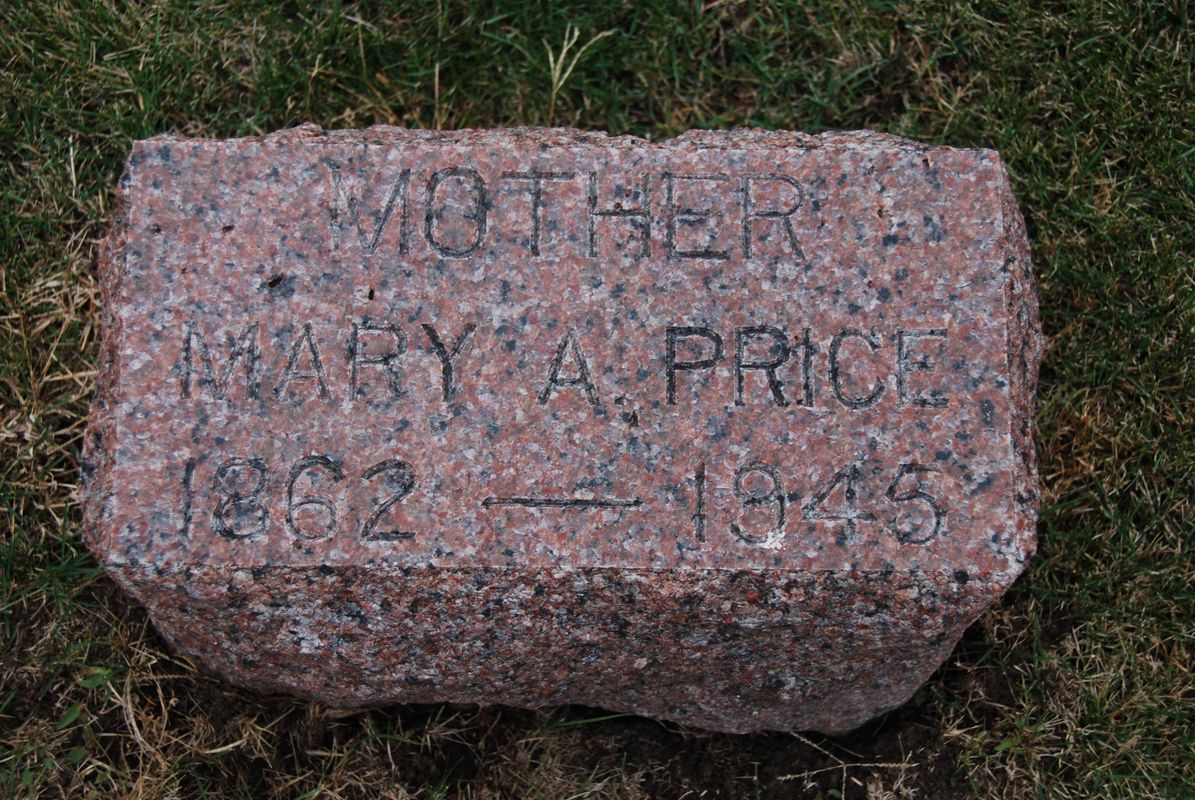 MOTHER
MARY A. PRICE
1862 — 1945